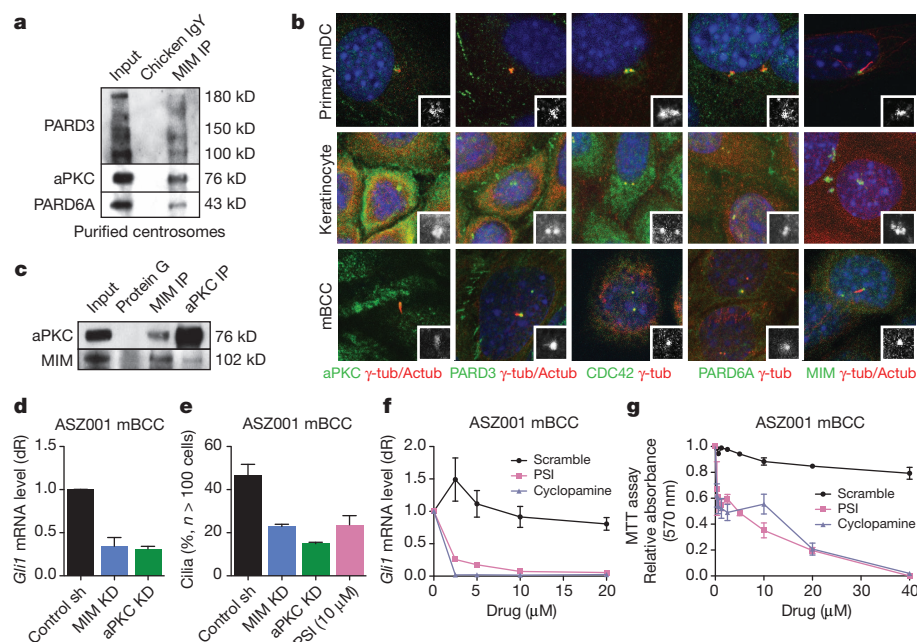 a
Input
Chicken IgY
MIM IP
PARD3
180 kD
150 kD
100 kD
aPKC
76 kD
PARD6A
43 kD
Purified centrosomes
b
Primary mDC
Keratinocyte
mBCC
aPKC γ-tub/Actub
PARD3 γ-tub/Actub
CDC42 γ-tub
PARD6A γ-tub
MIM γ-tub/Actub
c
Input
Protein G
MIM IP
aPKC IP
aPKC
76 kD
MIM
102 kD
d
ASZ001 mBCC
Gli1 mRNA level (dR)
1.5
1.0
0.5
0.0
Control sh
MIM KD
aPKC KD
e
ASZ001 mBCC
Cilia (%, n > 100 cells)
60
40
20
0
Control sh
MIM KD
aPKC KD
PSI (10 μM)
f
ASZ001 mBCC
Gli1 mRNA level (dR)
2.0
1.5
1.0
0.5
0.0
Scramble
PSI
Cyclopamine
0 5 10 15 20
Drug (μM)
g
ASZ001 mBCC
MTT assay
Relative absorbance
(570 nm)
1.0
0.8
0.6
0.4
0.2
0.0
Scramble
PSI
Cyclopamine
0 10 20 30 40
Drug (μM)